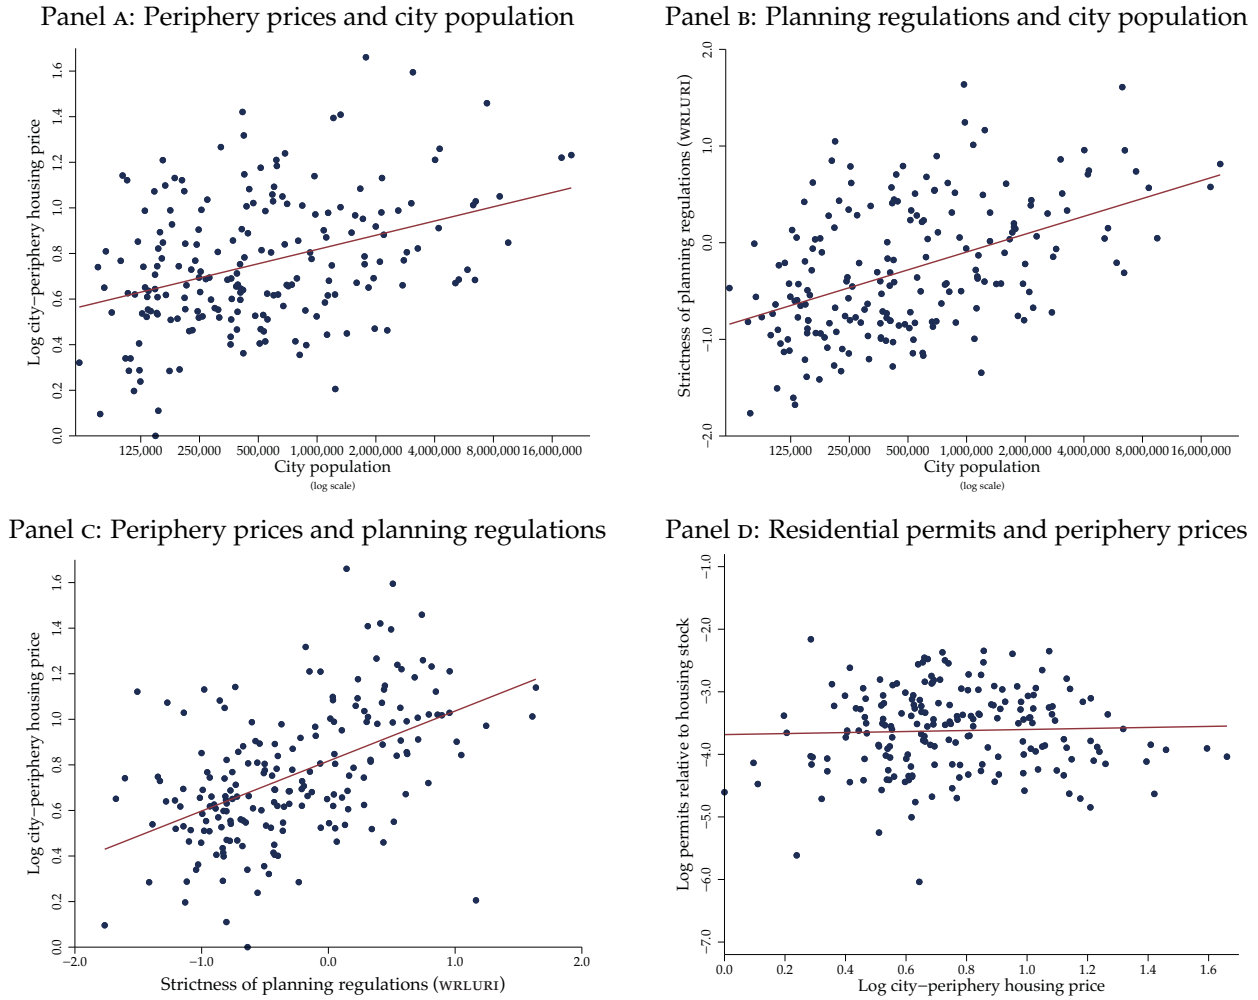 Panel A: Periphery prices and city population
Log city−periphery housing price
0.0 0.2 0.4 0.6 0.8 1.0 1.2 1.4 1.6
125,000 250,000 500,000 1,000,000 2,000,000 4,000,000 8,000,000 16,000,000
City population
(log scale)
Panel B: Planning regulations and city population
Strictness of planning regulations (WRLURI)
−2.0 −1.0 0.0 1.0 2.0
125,000 250,000 500,000 1,000,000 2,000,000 4,000,000 8,000,000 16,000,000
City population
(log scale)
Panel C: Periphery prices and planning regulations
Log city−periphery housing price
0.0 0.2 0.4 0.6 0.8 1.0 1.2 1.4 1.6
−2.0 −1.0 0.0 1.0 2.0
Strictness of planning regulations (WRLURI)
Panel D: Residential permits and periphery prices
Log permits relative to housing stock
−7.0 −6.0 −5.0 −4.0 −3.0 −2.0 −1.0
0.0 0.2 0.4 0.6 0.8 1.0 1.2 1.4 1.6
Log city−periphery housing price